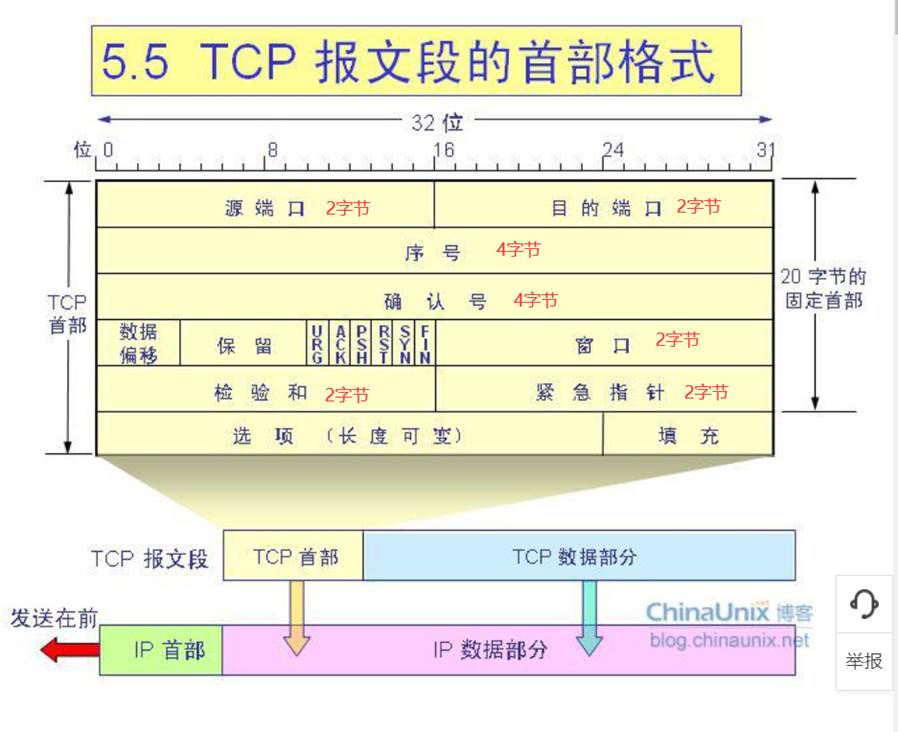 5.5 TCP 报文段的首部格式
32 位
位 0 8 16 24 31
源端口 2字节 目的端口 2字节
序号 4字节
TCP
首部
确认号 4字节
20 字节的
固定首部
数据
偏移
保留
URG
ACK
PSH
RST
SYN
FIN
窗口 2字节
检验和 2字节 紧急指针 2字节
选项 (长度可变) 填充
TCP 报文段 TCP 首部 TCP 数据部分
发送在前
IP 首部 IP 数据部分
ChinaUnix.net 博客
blog.chinaunix.net
举报